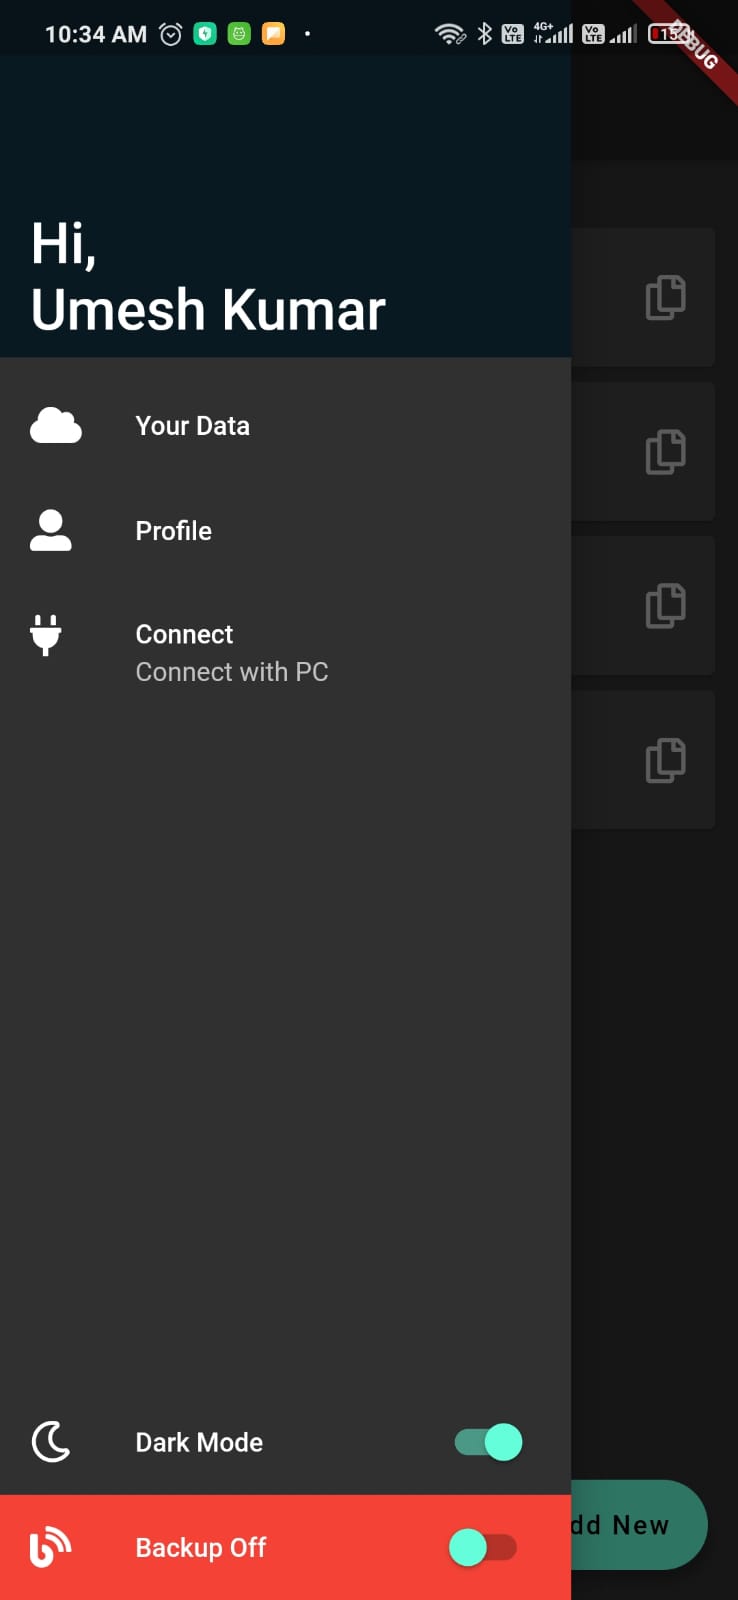 10:34 AM
Vo LTE
4G+
Vo LTE
15
DEBUG
Hi,
Umesh Kumar
Your Data
Profile
Connect
Connect with PC
Dark Mode
dd New
Backup Off